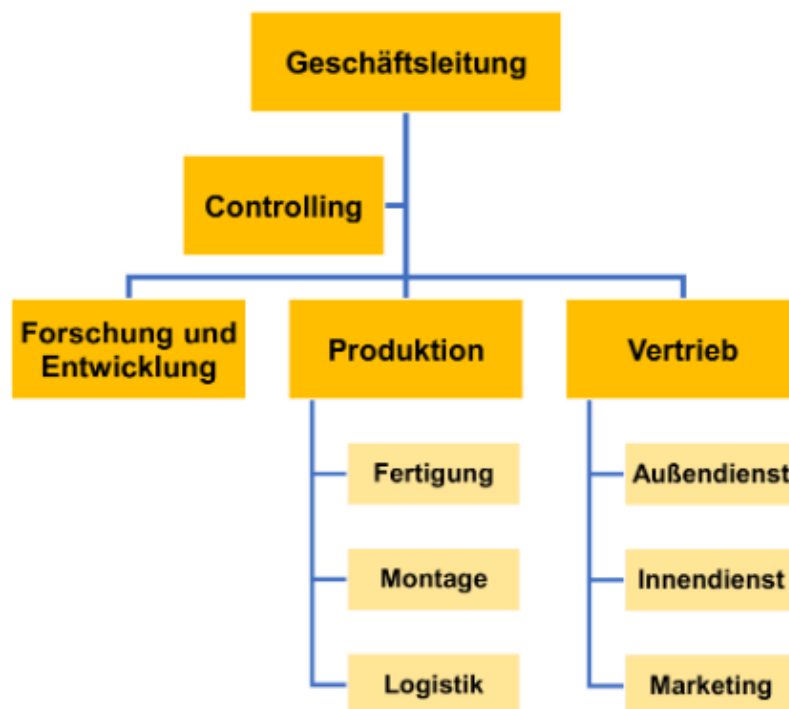 Geschäftsleitung
Controlling
Forschung und
Entwicklung
Produktion
Vertrieb
Fertigung
Außendienst
Montage
Innendienst
Logistik
Marketing